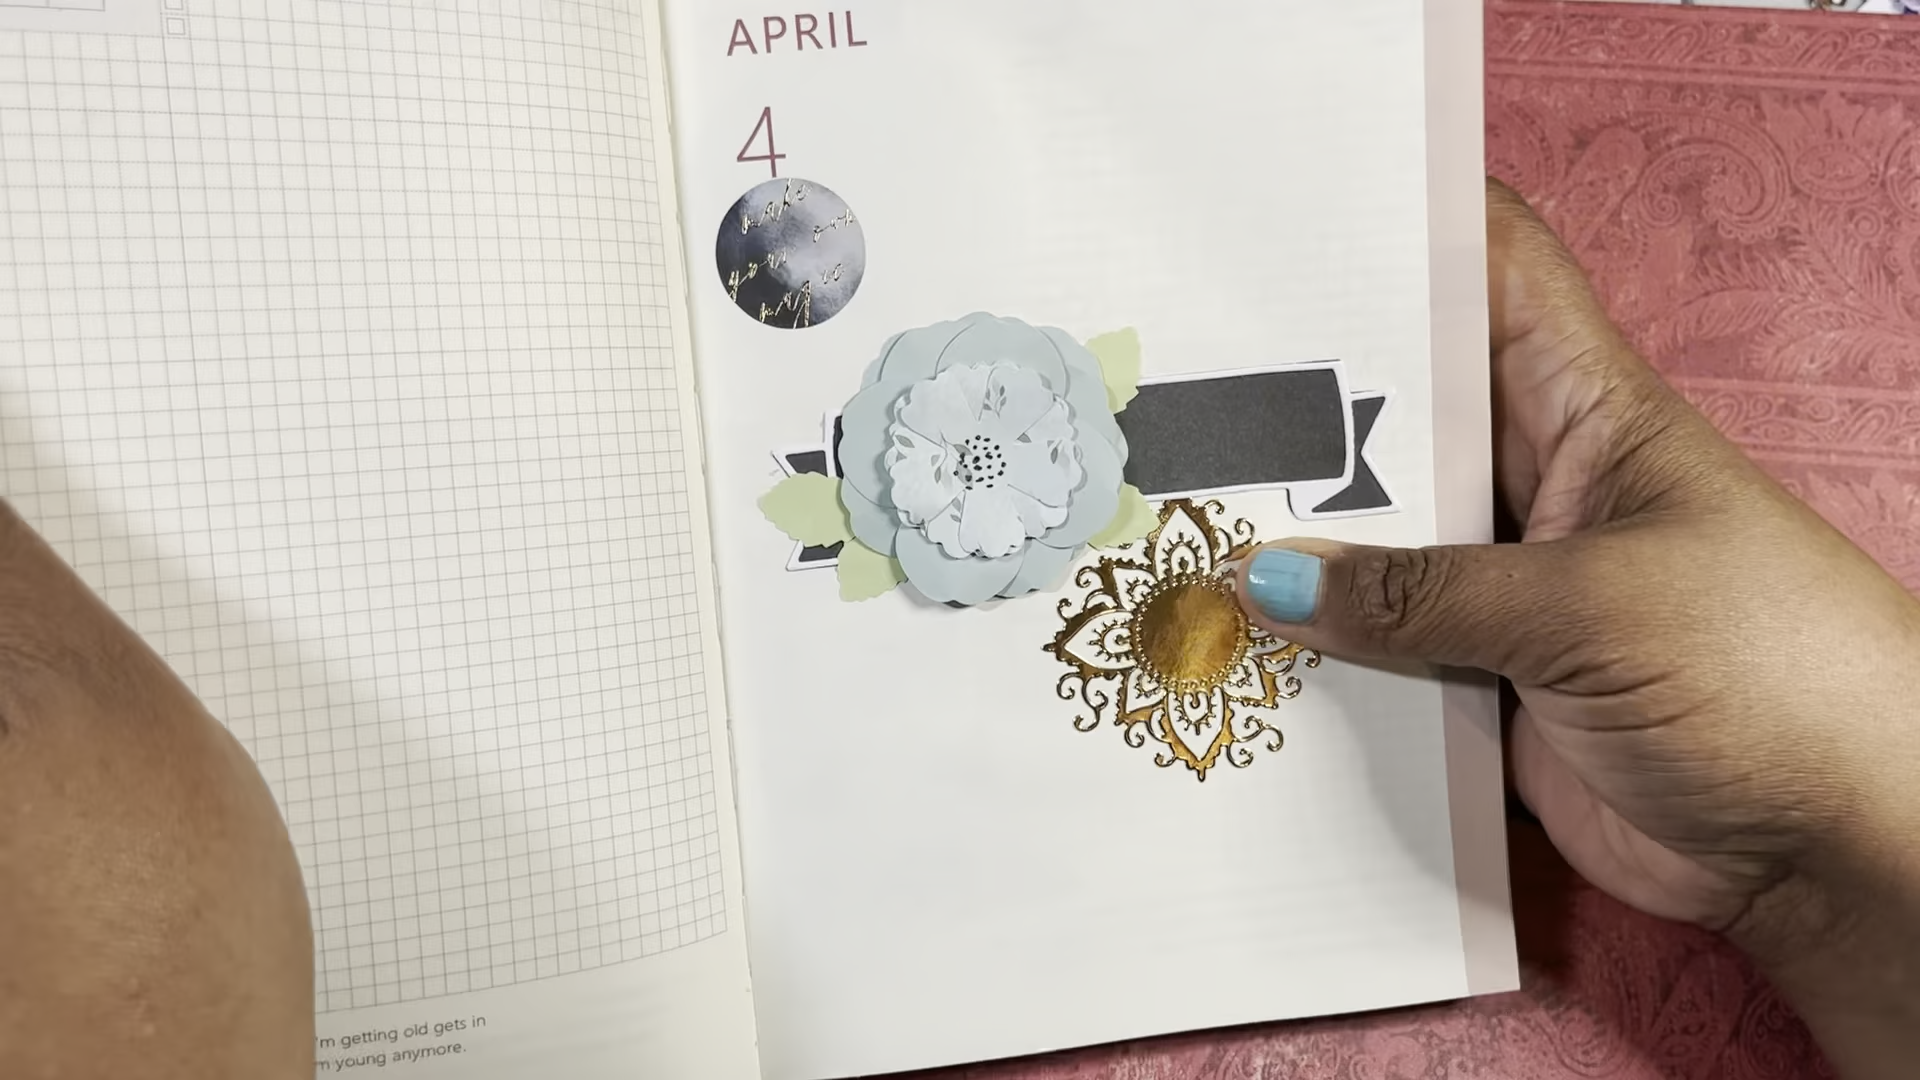 'm getting old gets in
m young anymore.
APRIL
4
make
own
your
magic